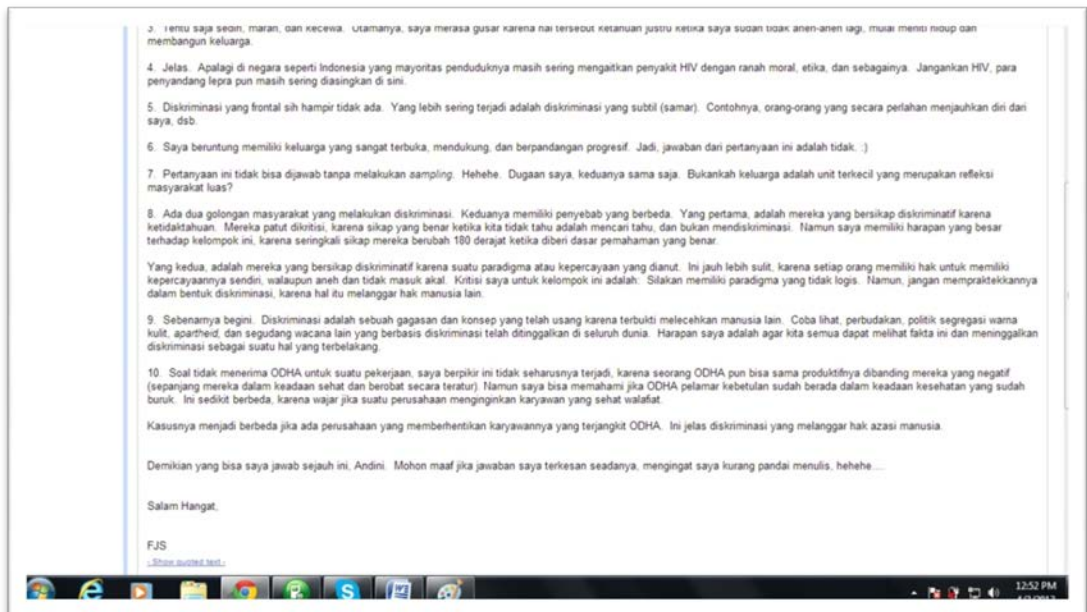 3. Tentu saja sedih, marah, dan kecewa. Utamanya, saya merasa gusar karena hal tersebut ketahuan justru ketika saya sudah tidak aneh-aneh lagi, mulai meniti hidup dan
membangun keluarga.
4. Jelas. Apalagi di negara seperti Indonesia yang mayoritas penduduknya masih sering mengaitkan penyakit HIV dengan ranah moral, etika, dan sebagainya. Jangankan HIV, para
penyandang lepra pun masih sering diasingkan di sini.
5. Diskriminasi yang frontal sih hampir tidak ada. Yang lebih sering terjadi adalah diskriminasi yang subtil (samar). Contohnya, orang-orang yang secara perlahan menjauhkan diri dari
saya, dsb.
6. Saya beruntung memiliki keluarga yang sangat terbuka, mendukung, dan berpandangan progresif. Jadi, jawaban dari pertanyaan ini adalah tidak. :)
7. Pertanyaan ini tidak bisa dijawab tanpa melakukan sampling. Hehehe. Dugaan saya, keduanya sama saja. Bukankah keluarga adalah unit terkecil yang merupakan refleksi
masyarakat luas?
8. Ada dua golongan masyarakat yang melakukan diskriminasi. Keduanya memiliki penyebab yang berbeda. Yang pertama, adalah mereka yang bersikap diskriminatif karena
ketidaktahuan. Mereka patut dikritisi, karena sikap yang benar ketika kita tidak tahu adalah mencari tahu, dan bukan mendiskriminasi. Namun saya memiliki harapan yang besar
terhadap kelompok ini, karena seringkali sikap mereka berubah 180 derajat ketika diberi dasar pemahaman yang benar.
Yang kedua, adalah mereka yang bersikap diskriminatif karena suatu paradigma atau kepercayaan yang dianut. Ini jauh lebih sulit, karena setiap orang memiliki hak untuk memiliki
kepercayaannya sendiri, walaupun aneh dan tidak masuk akal. Kritisi saya untuk kelompok ini adalah: Silakan memiliki paradigma yang tidak logis. Namun, jangan mempraktekkannya
dalam bentuk diskriminasi, karena hal itu melanggar hak manusia lain.
9. Sebenarnya begini. Diskriminasi adalah sebuah gagasan dan konsep yang telah usang karena terbukti melecehkan manusia lain. Coba lihat, perbudakan, politik segregasi warna
kulit, apartheid, dan segudang wacana lain yang berbasis diskriminasi telah ditinggalkan di seluruh dunia. Harapan saya adalah agar kita semua dapat melihat fakta ini dan meninggalkan
diskriminasi sebagai suatu hal yang terbelakang.
10. Soal tidak menerima ODHA untuk suatu pekerjaan, saya berpikir ini tidak seharusnya terjadi, karena seorang ODHA pun bisa sama produktifnya dibanding mereka yang negatif
(sepanjang mereka dalam keadaan sehat dan berobat secara teratur). Namun saya bisa memahami jika ODHA pelamar kebetulan sudah berada dalam keadaan kesehatan yang sudah
buruk. Ini sedikit berbeda, karena wajar jika suatu perusahaan menginginkan karyawan yang sehat walafiat.
Kasusnya menjadi berbeda jika ada perusahaan yang memberhentikan karyawannya yang terjangkit ODHA. Ini jelas diskriminasi yang melanggar hak azasi manusia.
Demikian yang bisa saya jawab sejauh ini, Andini. Mohon maaf jika jawaban saya terkesan seadanya, mengingat saya kurang pandai menulis, hehehe....
Salam Hangat,
FJS
- Show quoted text -
12:52 PM